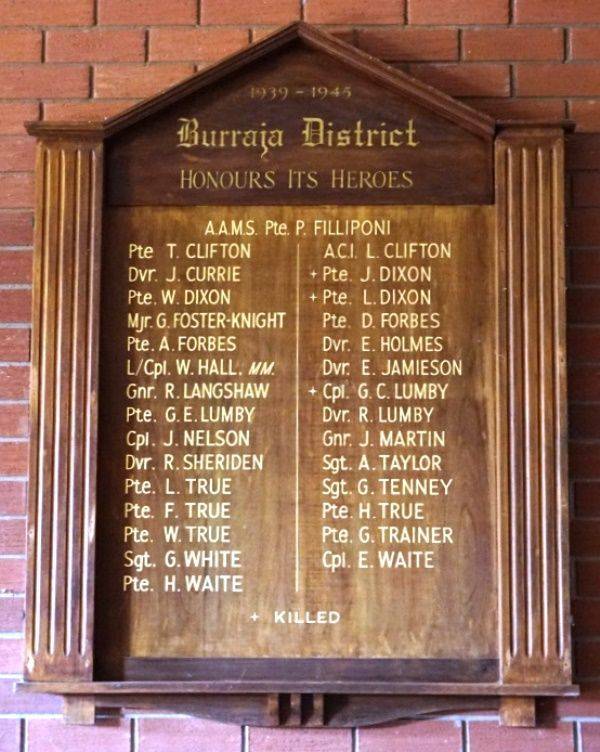 1939 - 1945
Burraja District
HONOURS ITS HEROES
A.A.M.S. Pte. P. FILLIPONI
Pte T. CLIFTON
Dvr. J. CURRIE
Pte. W. DIXON
Mjr. G. FOSTER-KNIGHT
Pte. A. FORBES
L/Cpl. W. HALL, MM.
Gnr. R. LANGSHAW
Pte. G. E. LUMBY
Cpl. J. NELSON
Dvr. R. SHERIDEN
Pte. L. TRUE
Pte. F. TRUE
Pte. W. TRUE
Sgt. G. WHITE
Pte. H. WAITE
A.C.I. L. CLIFTON
+ Pte. J. DIXON
+ Pte. L. DIXON
Pte. D. FORBES
Dvr. E. HOLMES
Dvr. E. JAMIESON
+ Cpl. G. C. LUMBY
Dvr. R. LUMBY
Gnr. J. MARTIN
Sgt. A. TAYLOR
Sgt. G. TENNEY
Pte. H. TRUE
Pte. G. TRAINER
Cpl. E. WAITE
+ KILLED